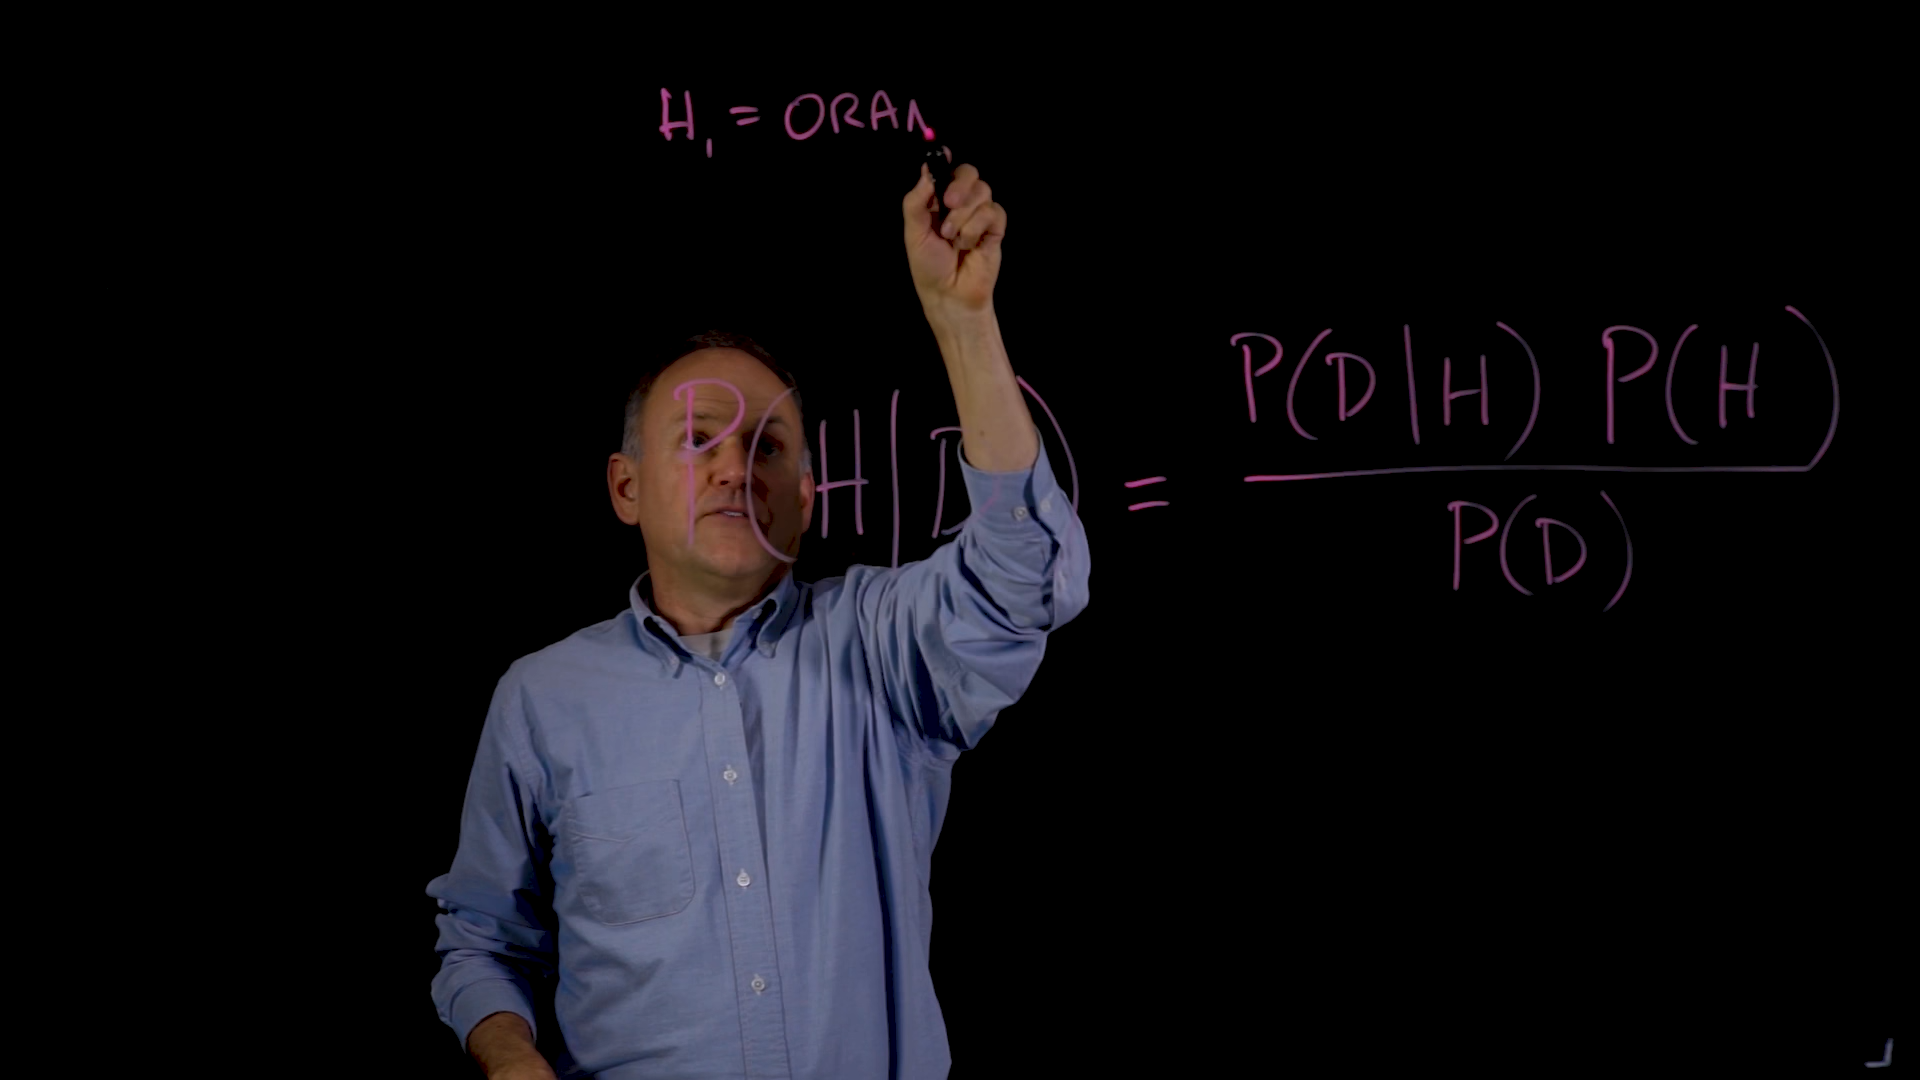 H₁ = ORAN
P(H|D) = P(D|H) P(H)
P(D)